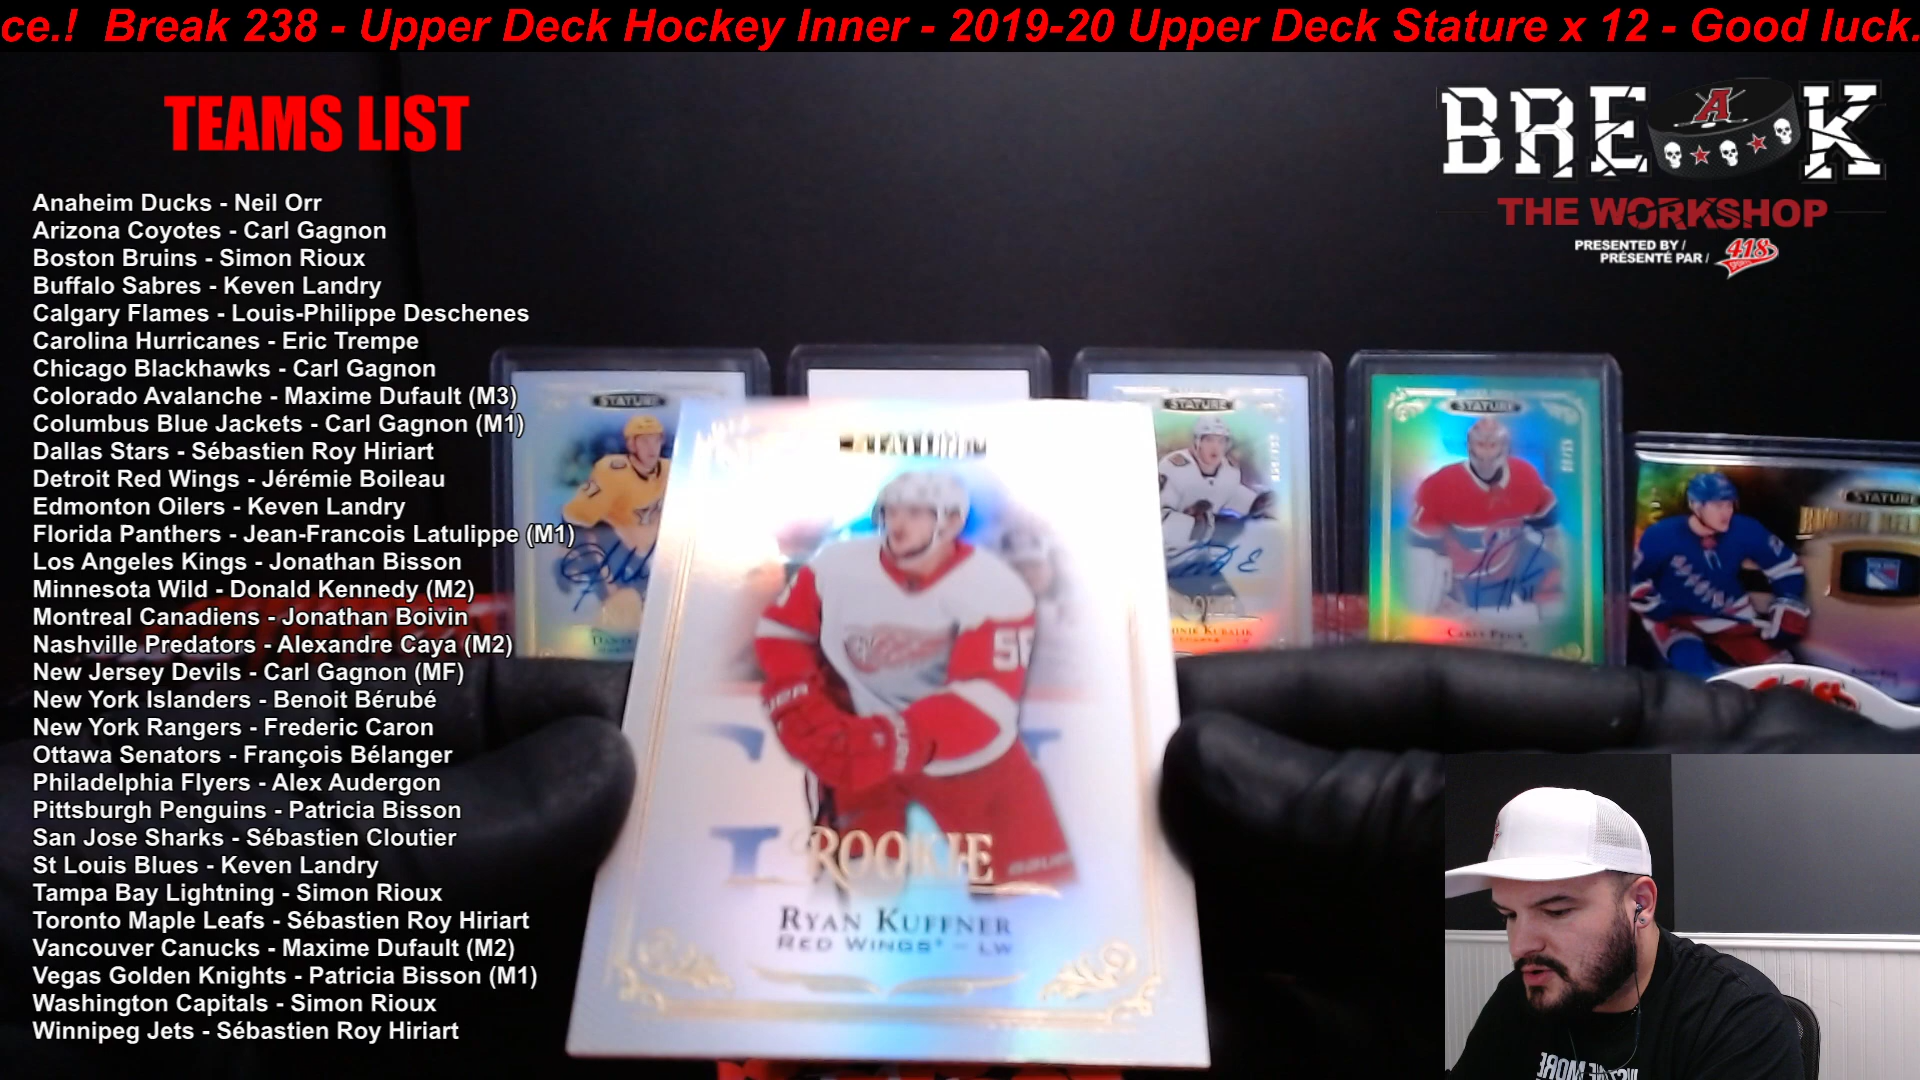 ce.! Break 238 - Upper Deck Hockey Inner - 2019-20 Upper Deck Stature x 12 - Good luck.
TEAMS LIST
Anaheim Ducks - Neil Orr
Arizona Coyotes - Carl Gagnon
Boston Bruins - Simon Rioux
Buffalo Sabres - Keven Landry
Calgary Flames - Louis-Philippe Deschenes
Carolina Hurricanes - Eric Trempe
Chicago Blackhawks - Carl Gagnon
Colorado Avalanche - Maxime Dufault (M3)
Columbus Blue Jackets - Carl Gagnon (M1)
Dallas Stars - Sébastien Roy Hiriart
Detroit Red Wings - Jérémie Boileau
Edmonton Oilers - Keven Landry
Florida Panthers - Jean-Francois Latulippe (M1)
Los Angeles Kings - Jonathan Bisson
Minnesota Wild - Donald Kennedy (M2)
Montreal Canadiens - Jonathan Boivin
Nashville Predators - Alexandre Caya (M2)
New Jersey Devils - Carl Gagnon (MF)
New York Islanders - Benoit Bérubé
New York Rangers - Frederic Caron
Ottawa Senators - François Bélanger
Philadelphia Flyers - Alex Audergon
Pittsburgh Penguins - Patricia Bisson
San Jose Sharks - Sébastien Cloutier
St Louis Blues - Keven Landry
Tampa Bay Lightning - Simon Rioux
Toronto Maple Leafs - Sébastien Roy Hiriart
Vancouver Canucks - Maxime Dufault (M2)
Vegas Golden Knights - Patricia Bisson (M1)
Washington Capitals - Simon Rioux
Winnipeg Jets - Sébastien Roy Hiriart
BREAK
THE WORKSHOP
PRESENTED BY /
PRÉSENTÉ PAR / 418
STATURE
STATURE
STATURE
STATURE
STATURE
ROOKIE
RYAN KUFFNER
RED WINGS - LW
CAREY PRICE